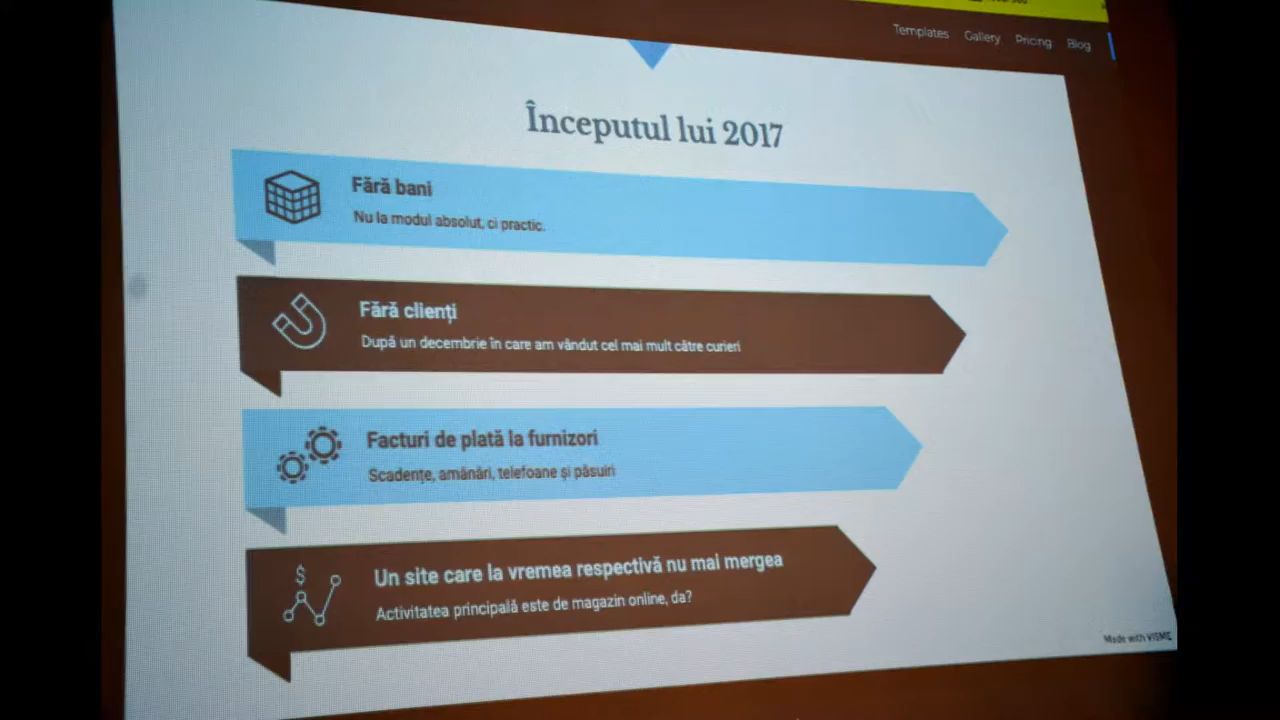 Templates Gallery Pricing Blog
Începutul lui 2017
Fără bani
Nu la modul absolut, ci practic.
Fără clienți
După un decembrie în care am vândut cel mai mult către curieri
Facturi de plată la furnizori
Scadențe, amânări, telefoane și păsuiri
$
Un site care la vremea respectivă nu mai mergea
Activitatea principală este de magazin online, da?
Made with VISME